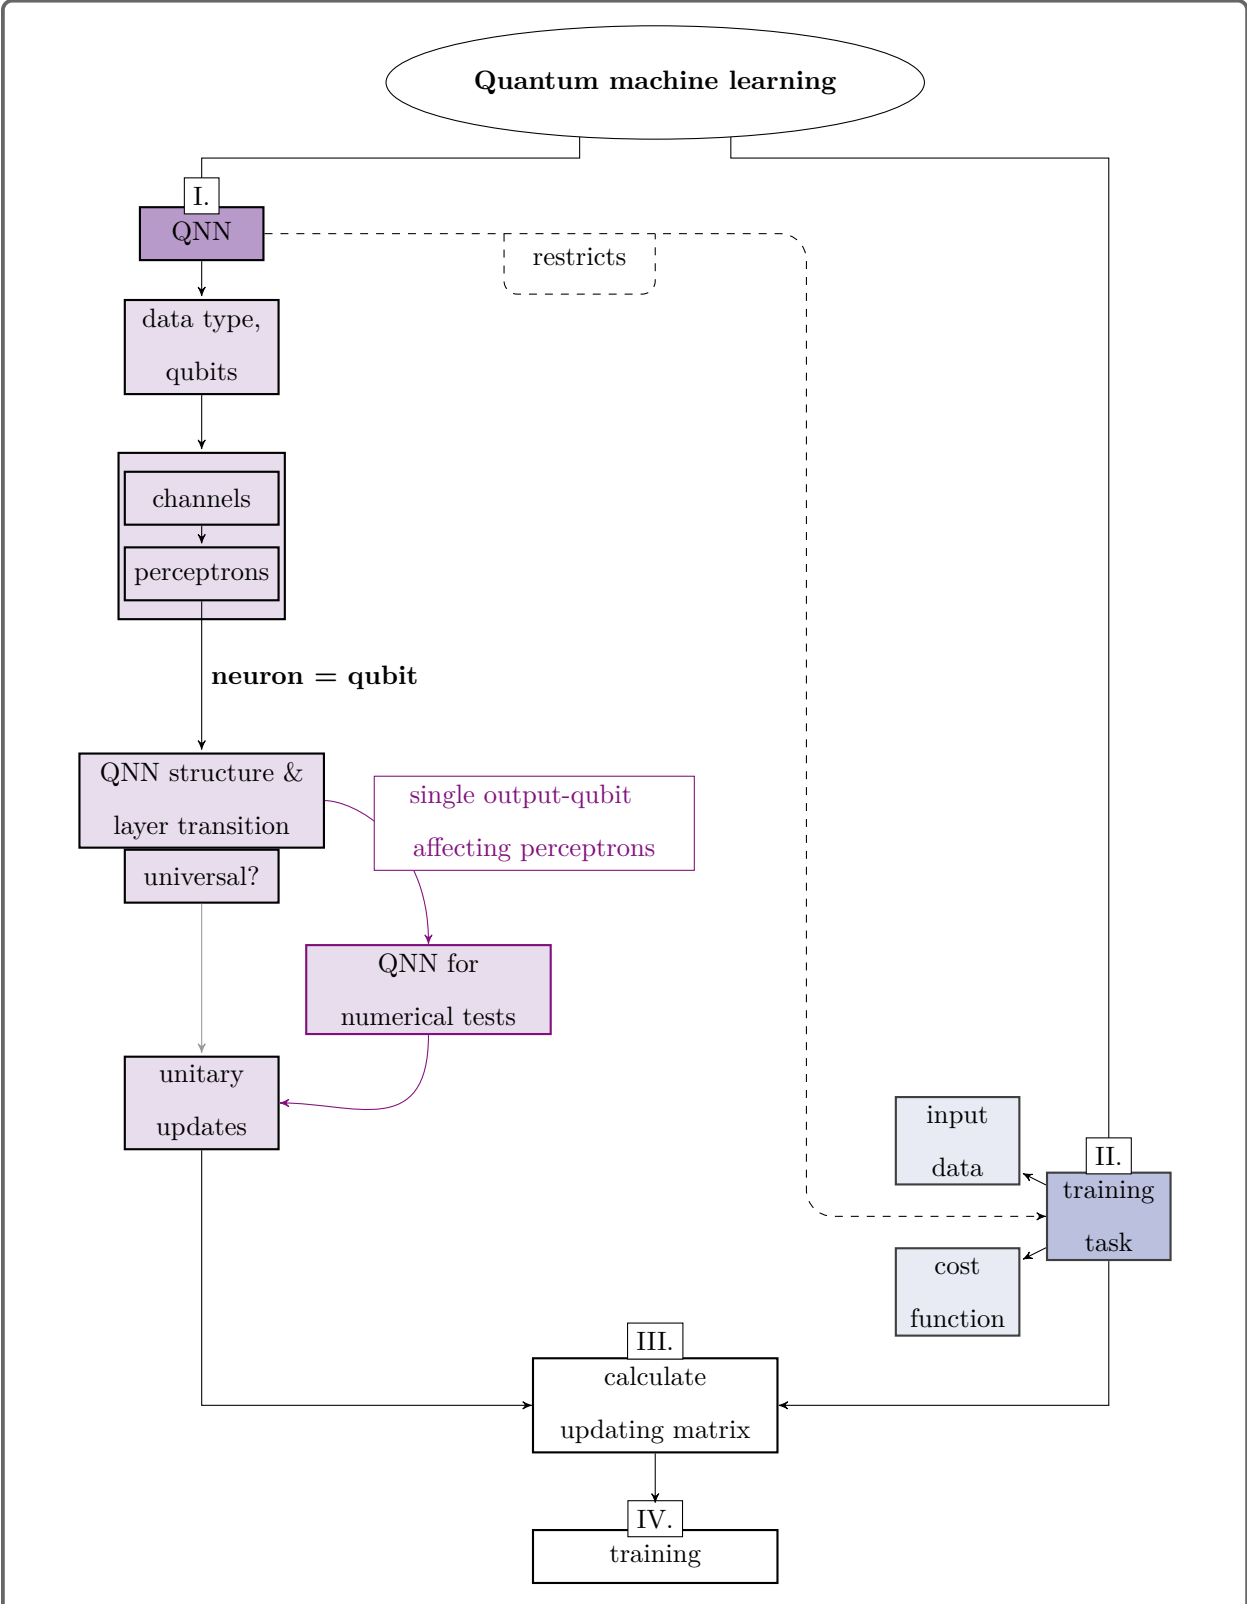 Quantum machine learning
I.
QNN
restricts
data type,
qubits
channels
perceptrons
neuron = qubit
QNN structure &
layer transition
universal?
single output-qubit
affecting perceptrons
QNN for
numerical tests
unitary
updates
input
data
II.
training
task
cost
function
III.
calculate
updating matrix
IV.
training